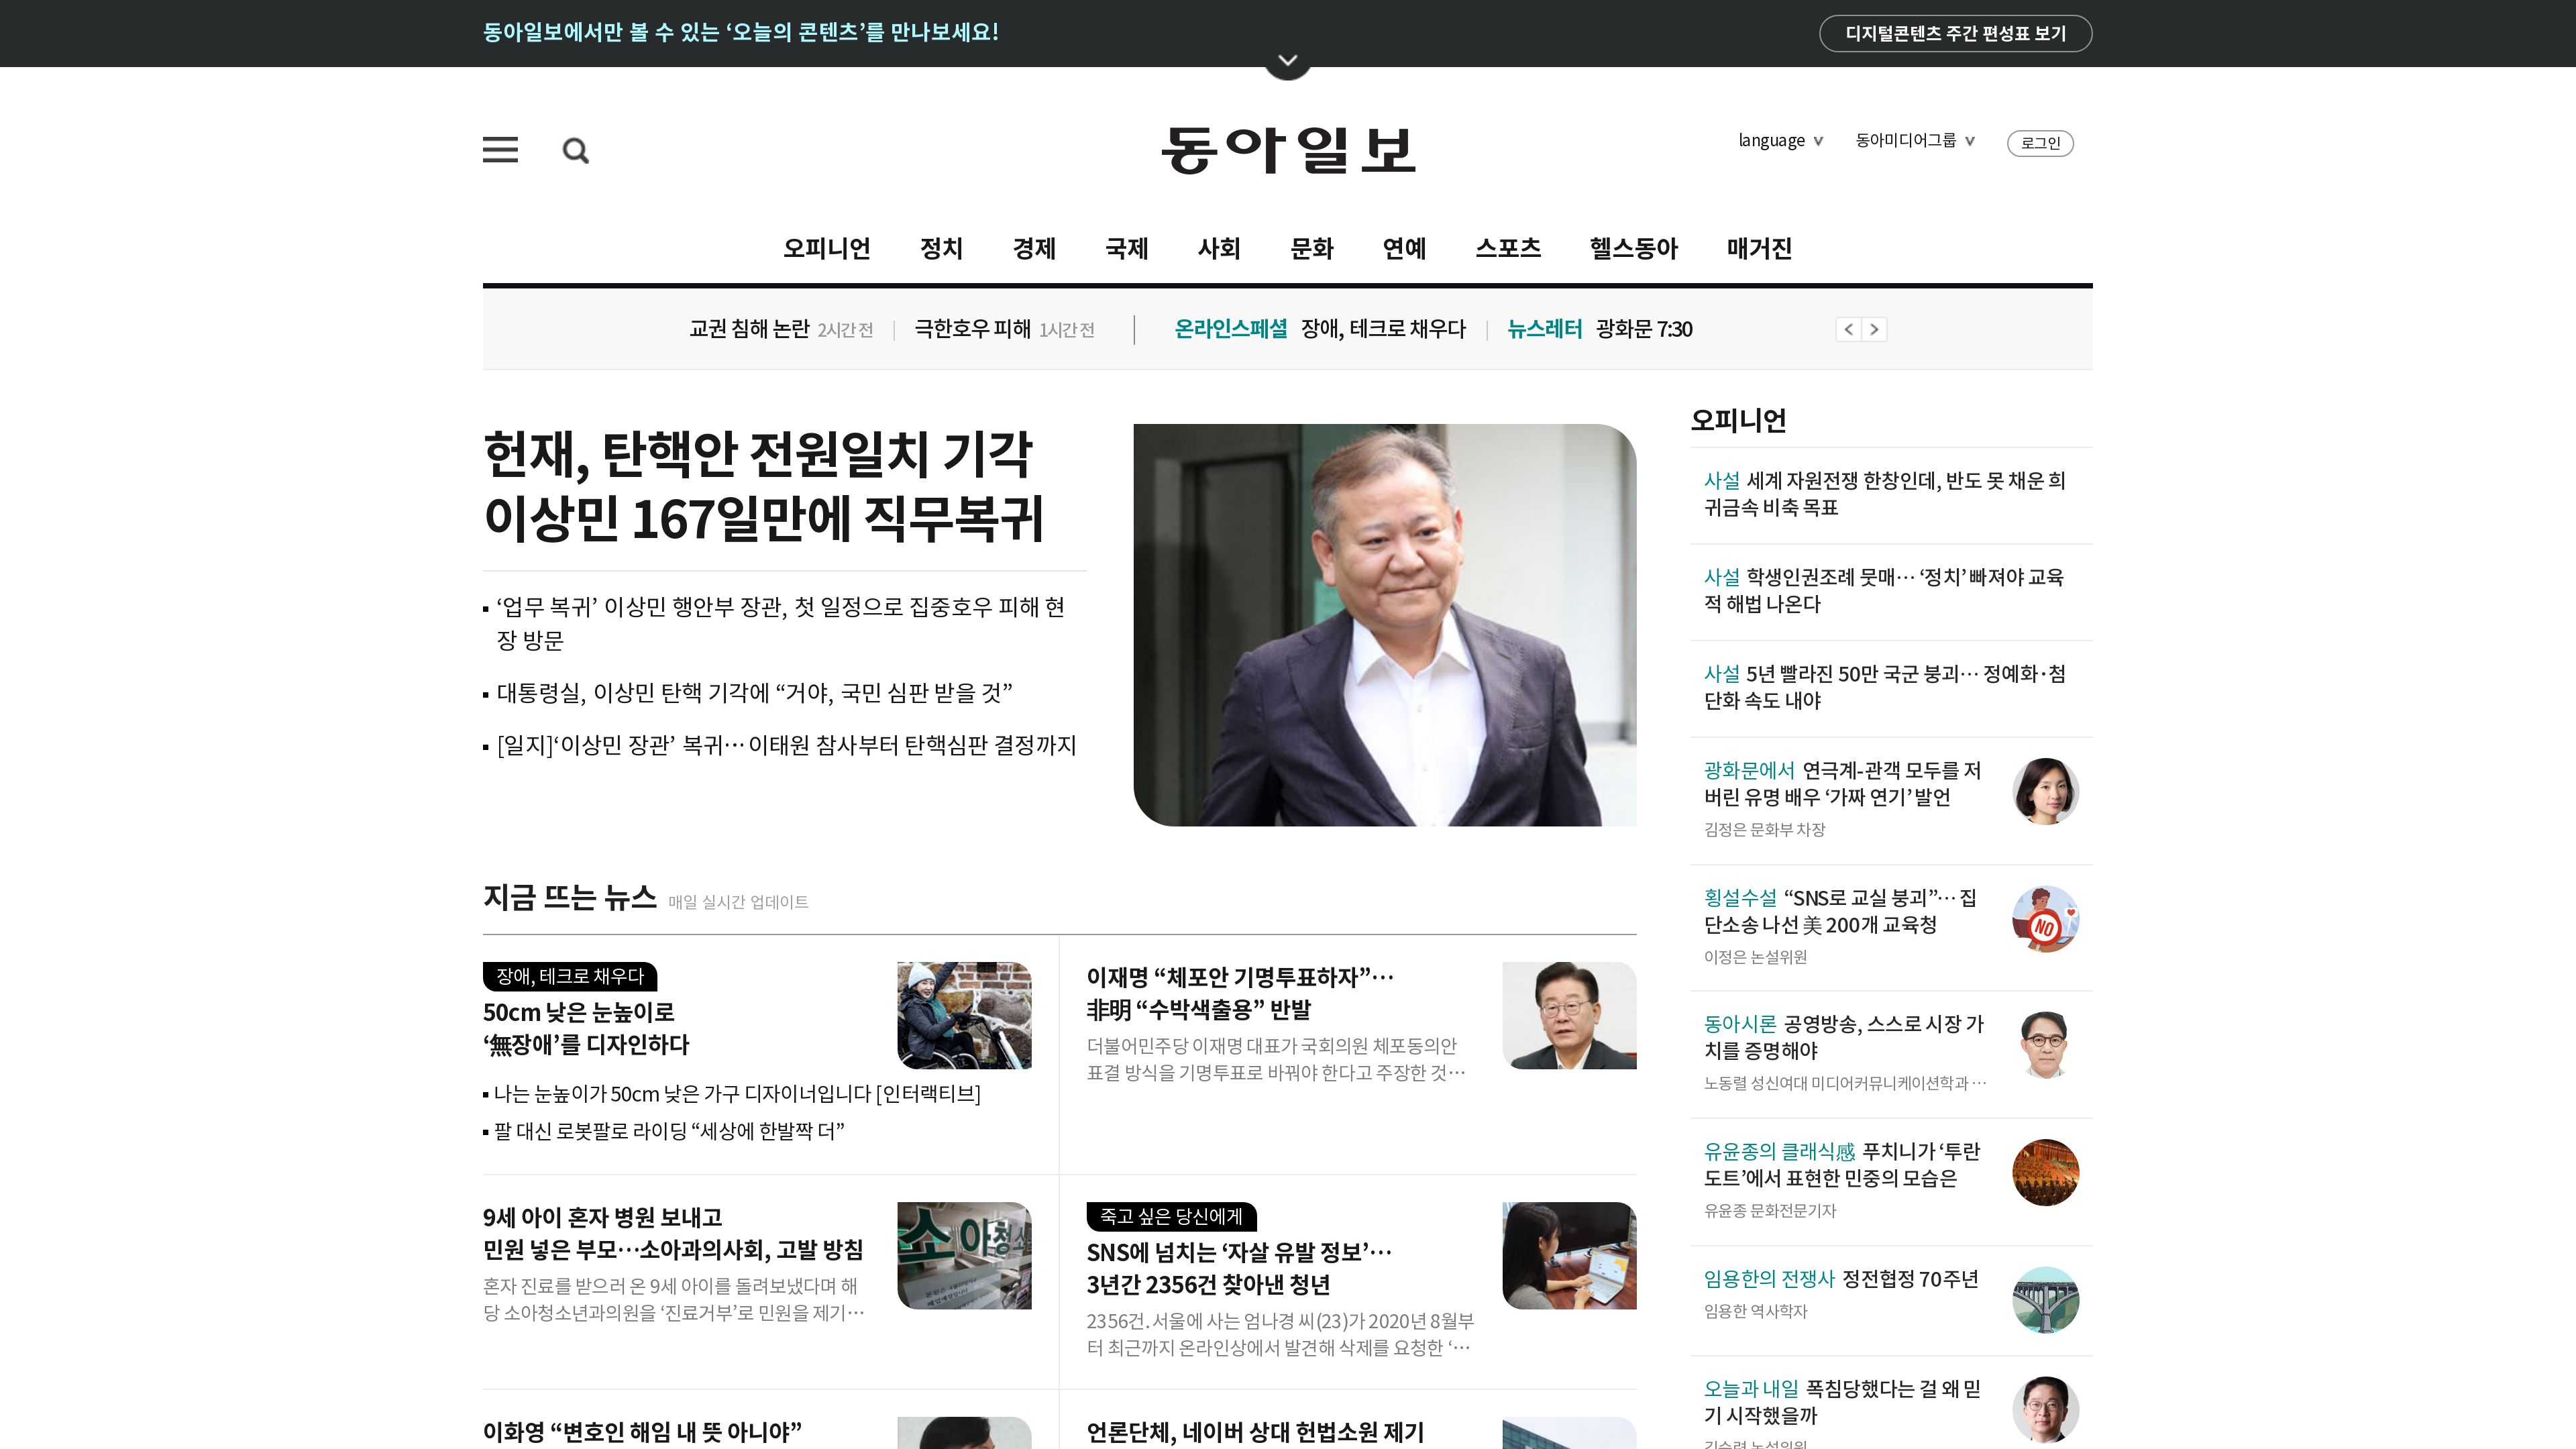 동아일보에서만 볼 수 있는 ‘오늘의 콘텐츠’를 만나보세요!
디지털콘텐츠 주간 편성표 보기
동아일보
language
동아미디어그룹
로그인
오피니언 정치 경제 국제 사회 문화 연예 스포츠 헬스동아 매거진
교권 침해 논란 2시간 전 극한호우 피해 1시간 전 온라인스페셜 장애, 테크로 채우다 뉴스레터 광화문 7:30
헌재, 탄핵안 전원일치 기각
이상민 167일만에 직무복귀
‘업무 복귀’ 이상민 행안부 장관, 첫 일정으로 집중호우 피해 현
장 방문
대통령실, 이상민 탄핵 기각에 “거야, 국민 심판 받을 것”
[일지]‘이상민 장관’ 복귀…이태원 참사부터 탄핵심판 결정까지
지금 뜨는 뉴스 매일 실시간 업데이트
장애, 테크로 채우다
50cm 낮은 눈높이로
‘無장애’를 디자인하다
나는 눈높이가 50cm 낮은 가구 디자이너입니다 [인터랙티브]
팔 대신 로봇팔로 라이딩 “세상에 한발짝 더”
이재명 “체포안 기명투표하자”…
非明 “수박색출용” 반발
더불어민주당 이재명 대표가 국회의원 체포동의안
표결 방식을 기명투표로 바꿔야 한다고 주장한 것…
9세 아이 혼자 병원 보내고
민원 넣은 부모…소아과의사회, 고발 방침
혼자 진료를 받으러 온 9세 아이를 돌려보냈다며 해
당 소아청소년과의원을 ‘진료거부’로 민원을 제기…
소아청소
죽고 싶은 당신에게
SNS에 넘치는 ‘자살 유발 정보’…
3년간 2356건 찾아낸 청년
2356건. 서울에 사는 엄나경 씨(23)가 2020년 8월부
터 최근까지 온라인상에서 발견해 삭제를 요청한 ‘…
이화영 “변호인 해임 내 뜻 아니야”
언론단체, 네이버 상대 헌법소원 제기
오피니언
사설 세계 자원전쟁 한창인데, 반도 못 채운 희
귀금속 비축 목표
사설 학생인권조례 뭇매… ‘정치’ 빠져야 교육
적 해법 나온다
사설 5년 빨라진 50만 국군 붕괴… 정예화·첨
단화 속도 내야
광화문에서 연극계-관객 모두를 저
버린 유명 배우 ‘가짜 연기’ 발언
김정은 문화부 차장
횡설수설 “SNS로 교실 붕괴”… 집
단소송 나선 美 200개 교육청
이정은 논설위원
NO
동아시론 공영방송, 스스로 시장 가
치를 증명해야
노동렬 성신여대 미디어커뮤니케이션학과 …
유윤종의 클래식感 푸치니가 ‘투란
도트’에서 표현한 민중의 모습은
유윤종 문화전문기자
임용한의 전쟁사 정전협정 70주년
임용한 역사학자
오늘과 내일 폭침당했다는 걸 왜 믿
기 시작했을까